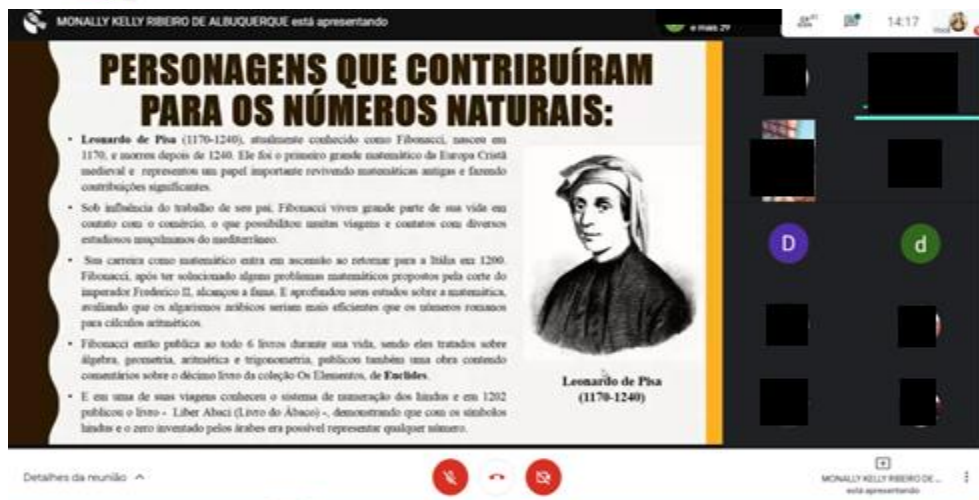 MONALLY KELLY RIBEIRO DE ALBUQUERQUE está apresentando
e mais 29
14:17
PERSONAGENS QUE CONTRIBUÍRAM
PARA OS NÚMEROS NATURAIS:
• Leonardo de Pisa (1170-1240), atualmente conhecido como Fibonacci, nasceu em
1170, e morreu depois de 1240. Ele foi o primeiro grande matemático da Europa Cristã
medieval e representou um papel importante revivendo matemáticas antigas e fazendo
contribuições significantes.
• Sob influência do trabalho de seu pai, Fibonacci viveu grande parte de sua vida em
contato com o comércio, o que possibilitou muitas viagens e contatos com diversos
estudiosos muçulmanos do mediterrâneo.
• Sua carreira como matemático entra em ascensão ao retornar para a Itália em 1200.
Fibonacci, após ter solucionado alguns problemas matemáticos propostos pela corte do
imperador Frederico II, alcançou a fama. E aprofundou seus estudos sobre a matemática,
avaliando que os algarismos arábicos seriam mais eficientes que os números romanos
para cálculos aritméticos.
• Fibonacci então publica ao todo 6 livros durante sua vida, sendo eles tratados sobre
álgebra, geometria, aritmética e trigonometria, publicou também uma obra contendo
comentários sobre o décimo livro da coleção Os Elementos, de Euclides.
• E em uma de suas viagens conheceu o sistema de numeração dos hindus e em 1202
publicou o livro - Liber Abaci (Livro do Ábaco) -, demonstrando que com os símbolos
hindus e o zero inventado pelos árabes era possível representar qualquer número.
Leonardo de Pisa
(1170-1240)
D
d
Detalhes da reunião
MONALLY KELLY RIBEIRO DE ...
está apresentando